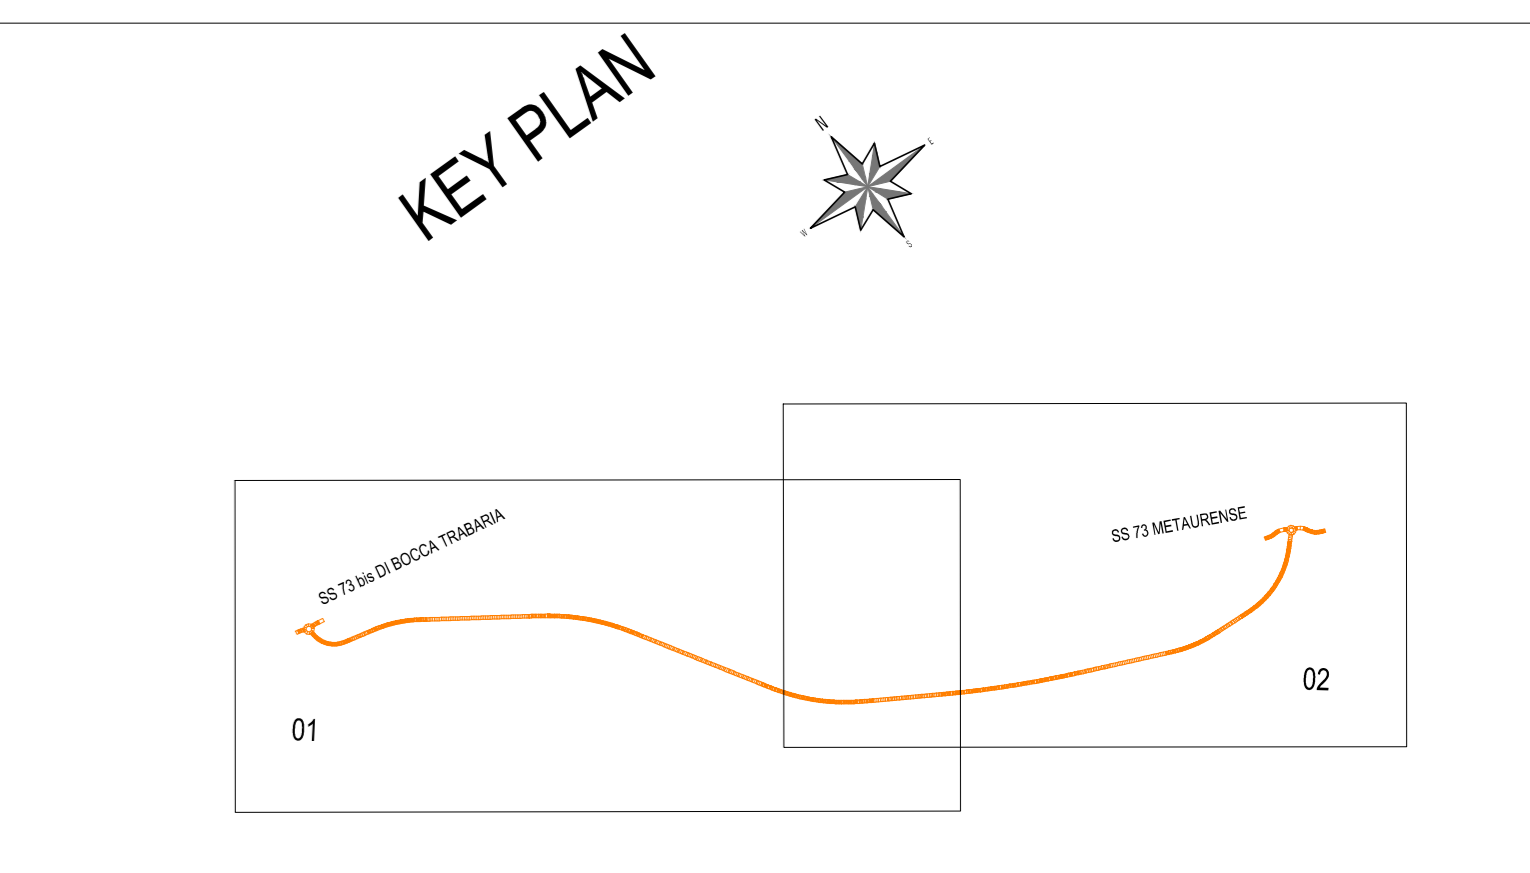 KEY PLAN
N
E
W
S
SS 73 bis DI BOCCA TRABARIA
SS 73 METAURENSE
02
01